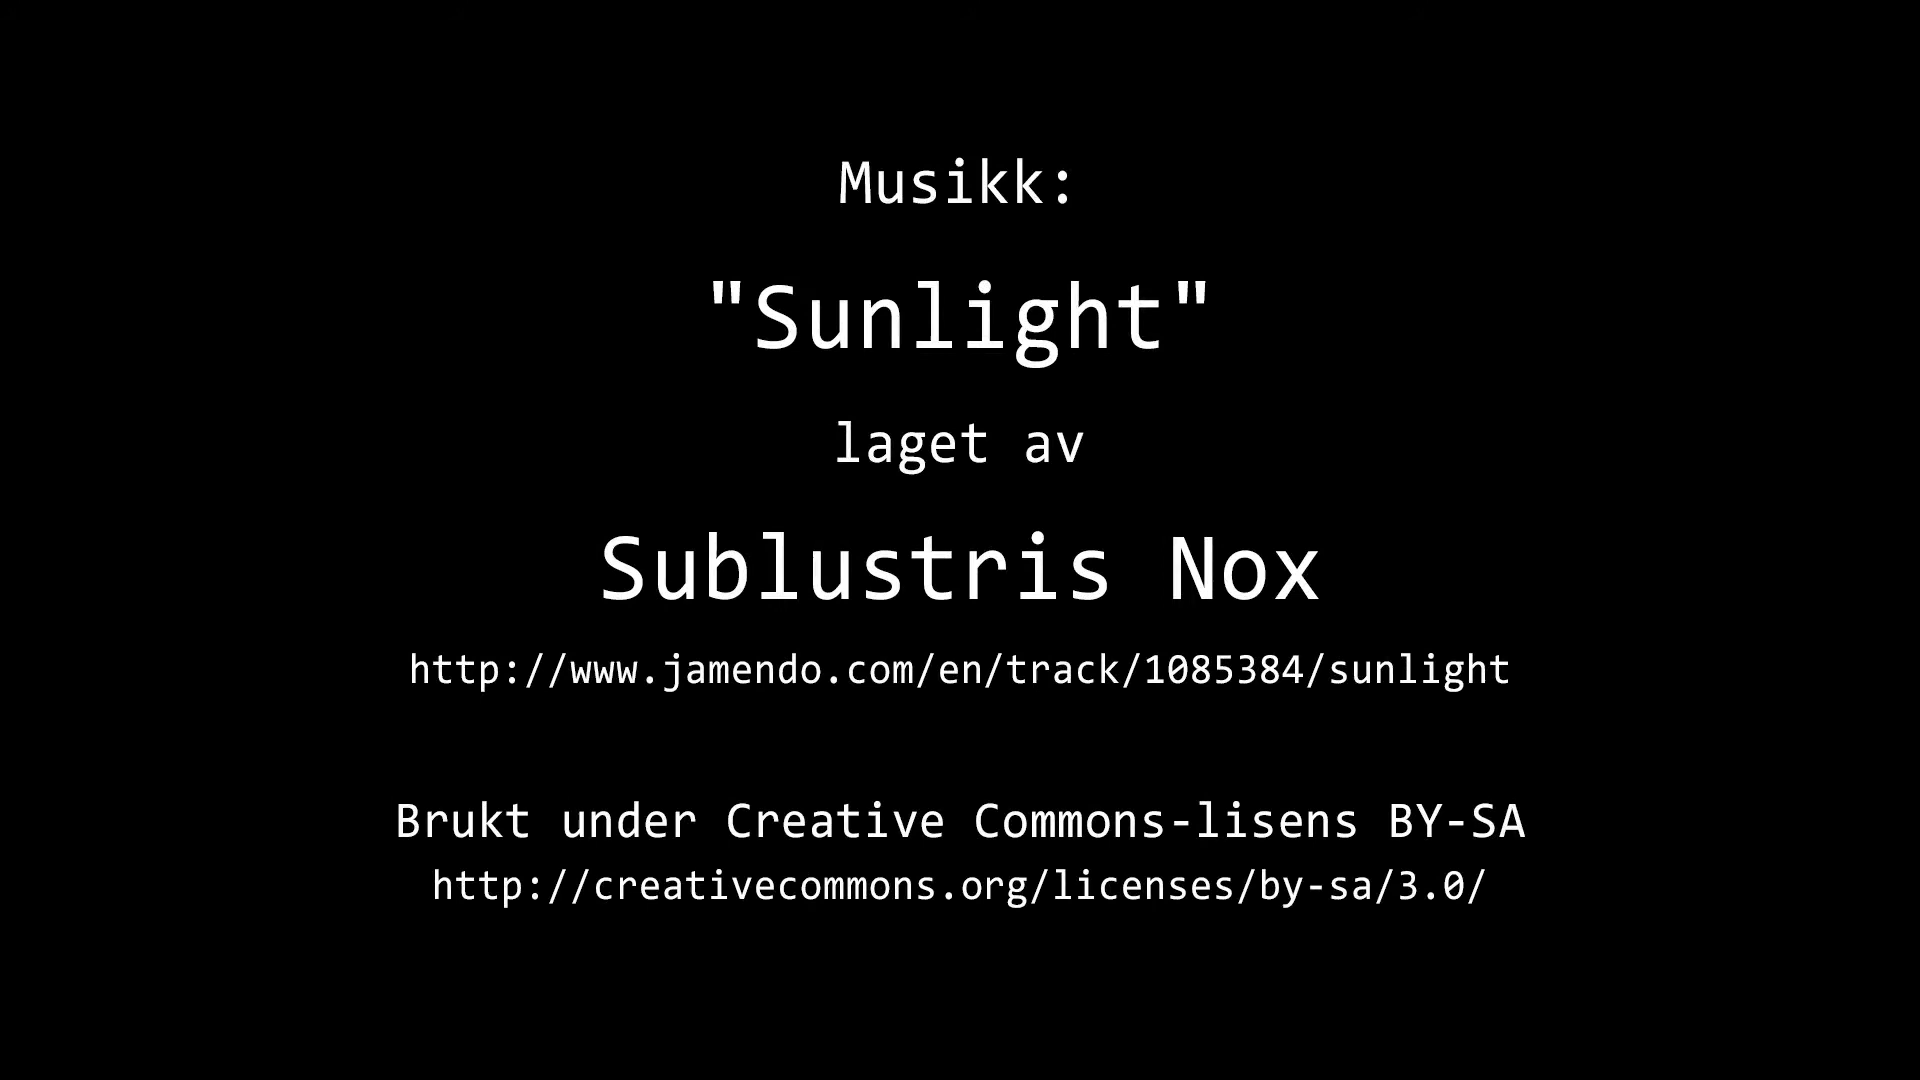 Musikk:
"Sunlight"
laget av
Sublustris Nox
http://www.jamendo.com/en/track/1085384/sunlight
Brukt under Creative Commons-lisens BY-SA
http://creativecommons.org/licenses/by-sa/3.0/